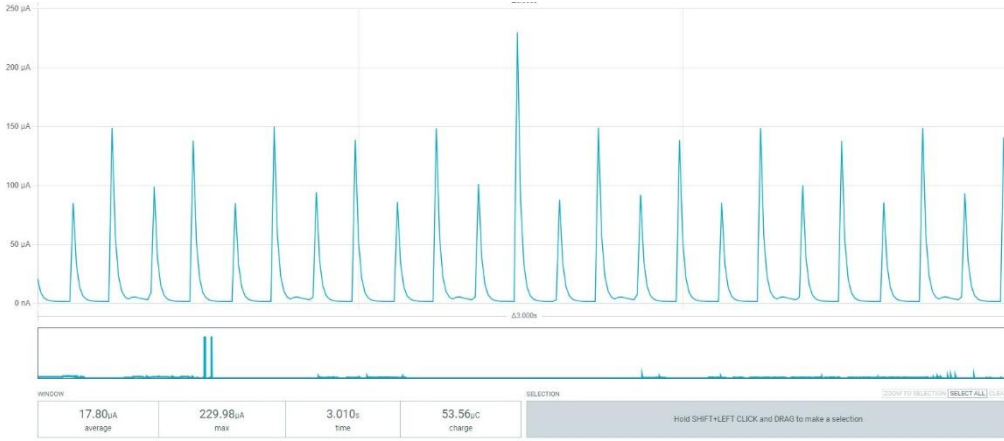 250 µA
200 µA
150 µA
100 µA
50 µA
0 nA
Δ3.000s
WINDOW
17.80µA
average
229.98µA
max
3.010s
time
53.56µC
charge
SELECTION
ZOOM TO SELECTION SELECT ALL
Hold SHIFT+LEFT CLICK and DRAG to make a selection